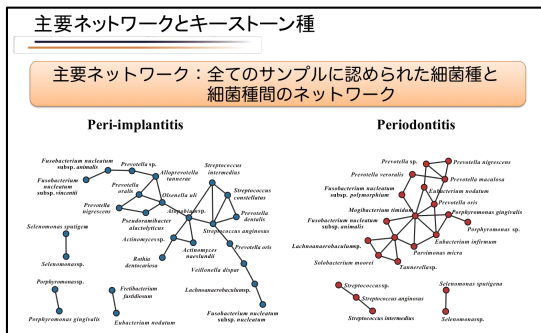 主要ネットワークとキーストーン種
主要ネットワーク：全てのサンプルに認められた細菌種と
細菌種間のネットワーク
Peri-implantitis
Fusobacterium nucleatum
subsp. animalis
Prevotella sp.
Alloprevotella
tannerae
Streptococcus
intermedius
Fusobacterium
nucleatum
subsp. vincentii
Prevotella
oralis
Olsenella uli
Streptococcus
constellatus
Prevotella
nigrescens
Atopobium sp.
Prevotella
dentalis
Pseudoramibacter
alactolyticus
Streptococcus anginosus
Selenomonas sputigem
Actinomyces sp.
Actinomyces
naeslundii
Prevotella oris
Selenomonas sp.
Rothia
dentocariosa
Veillonella dispar
Porphyromonas sp.
Fretibacterium
fastidiosum
Lachnoanaerobaculum sp.
Porphyromonas gingivalis
Eubacterium nodatum
Fusobacterium nucleatum
subsp. nucleatum
Periodontitis
Prevotella sp.
Prevotella nigrescens
Prevotella veroralis
Prevotella maculosa
Fusobacterium nucleatum
subsp. polymorphum
Eubacterium nodatum
Mogibacterium timidum
Prevotella oris
Fusobacterium nucleatum
subsp. animalis
Porphyromonas gingivalis
Porphyromonas sp.
Lachnoanaerobaculum sp.
Eubacterium infirmum
Solobacterium moorei
Parvimonas micra
Tannerella sp.
Streptococcus sp.
Selenomonas sputigena
Streptococcus anginosus
Streptococcus intermedius
Selenomonas sp.